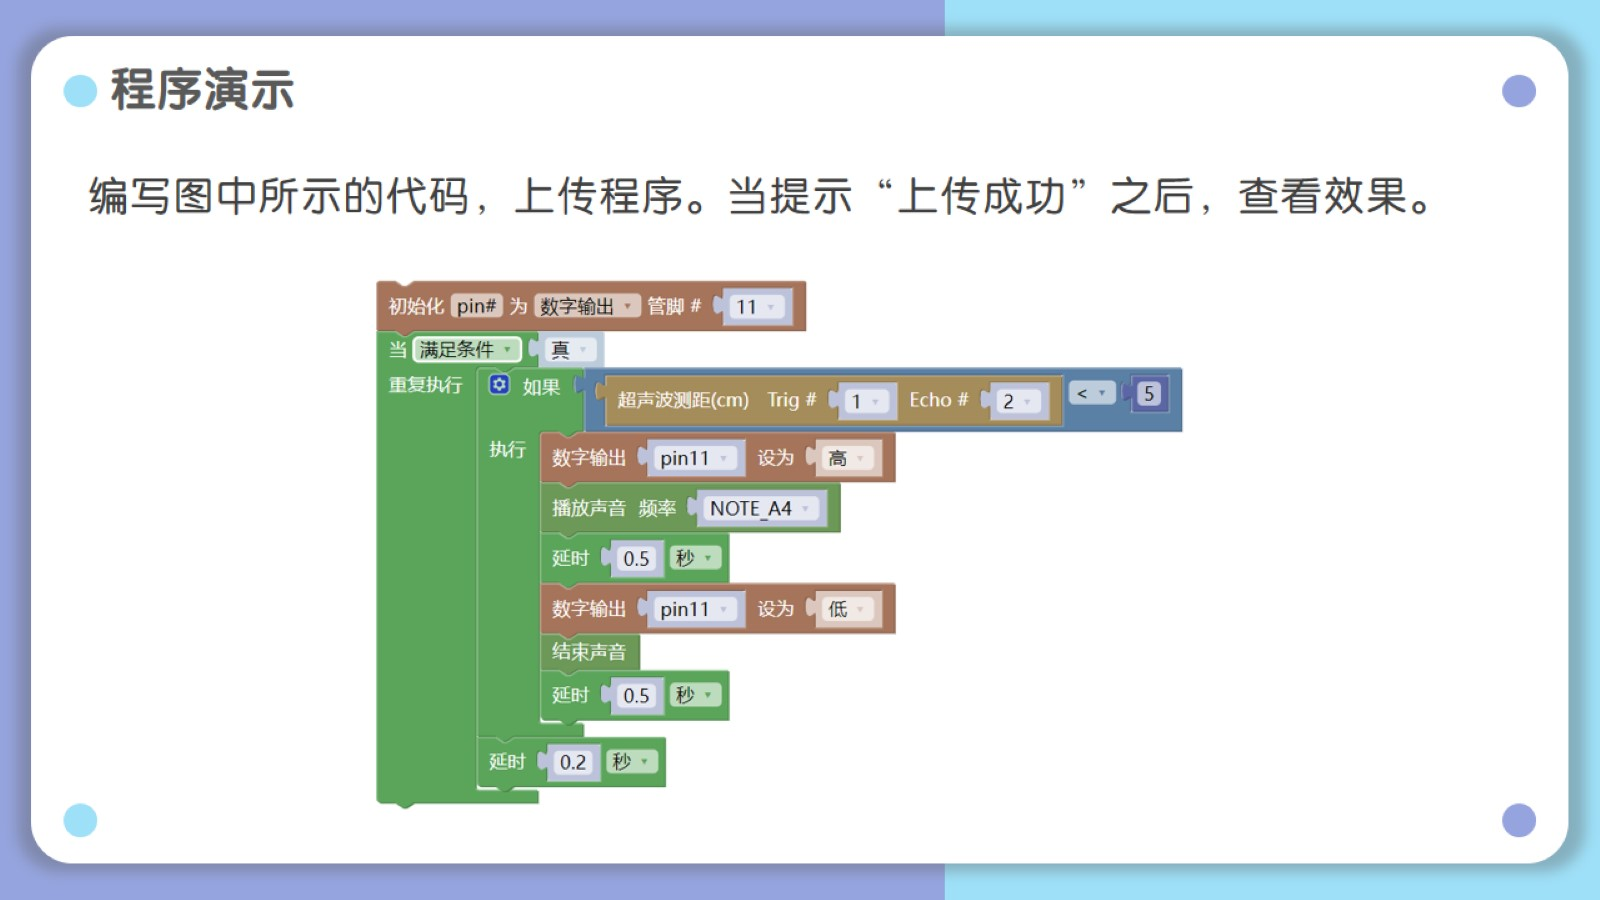 程序演示
编写图中所示的代码，上传程序。当提示“上传成功”之后，查看效果。
初始化 pin# 为 数字输出 管脚 # 11
当 满足条件 真
重复执行 如果 超声波测距(cm) Trig # 1 Echo # 2 < 5
执行 数字输出 pin11 设为 高
播放声音 频率 NOTE_A4
延时 0.5 秒
数字输出 pin11 设为 低
结束声音
延时 0.5 秒
延时 0.2 秒